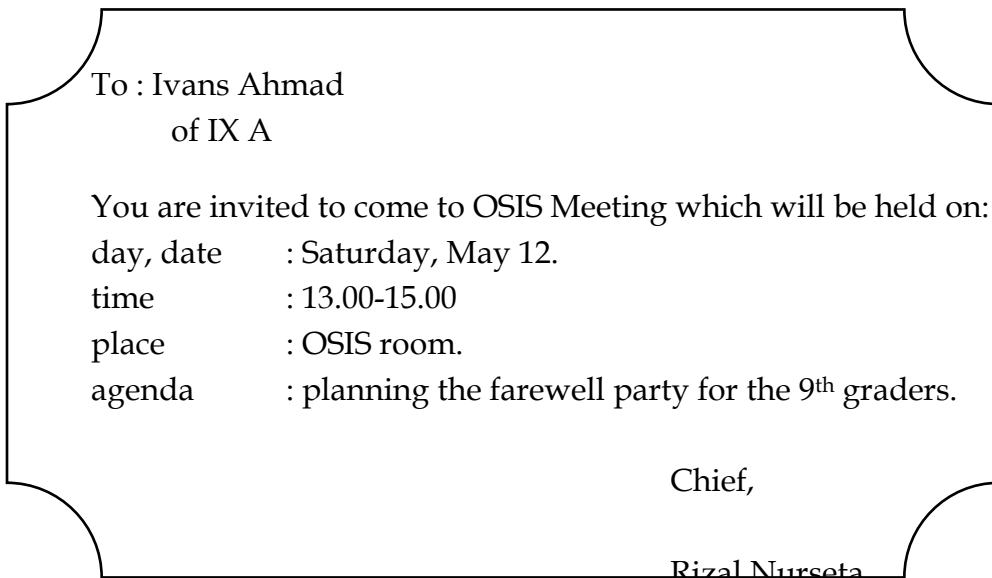 To : Ivans Ahmad
of IX A
You are invited to come to OSIS Meeting which will be held on:
day, date : Saturday, May 12.
time : 13.00-15.00
place : OSIS room.
agenda : planning the farewell party for the 9th graders.
Chief,
Rizal Nurseta